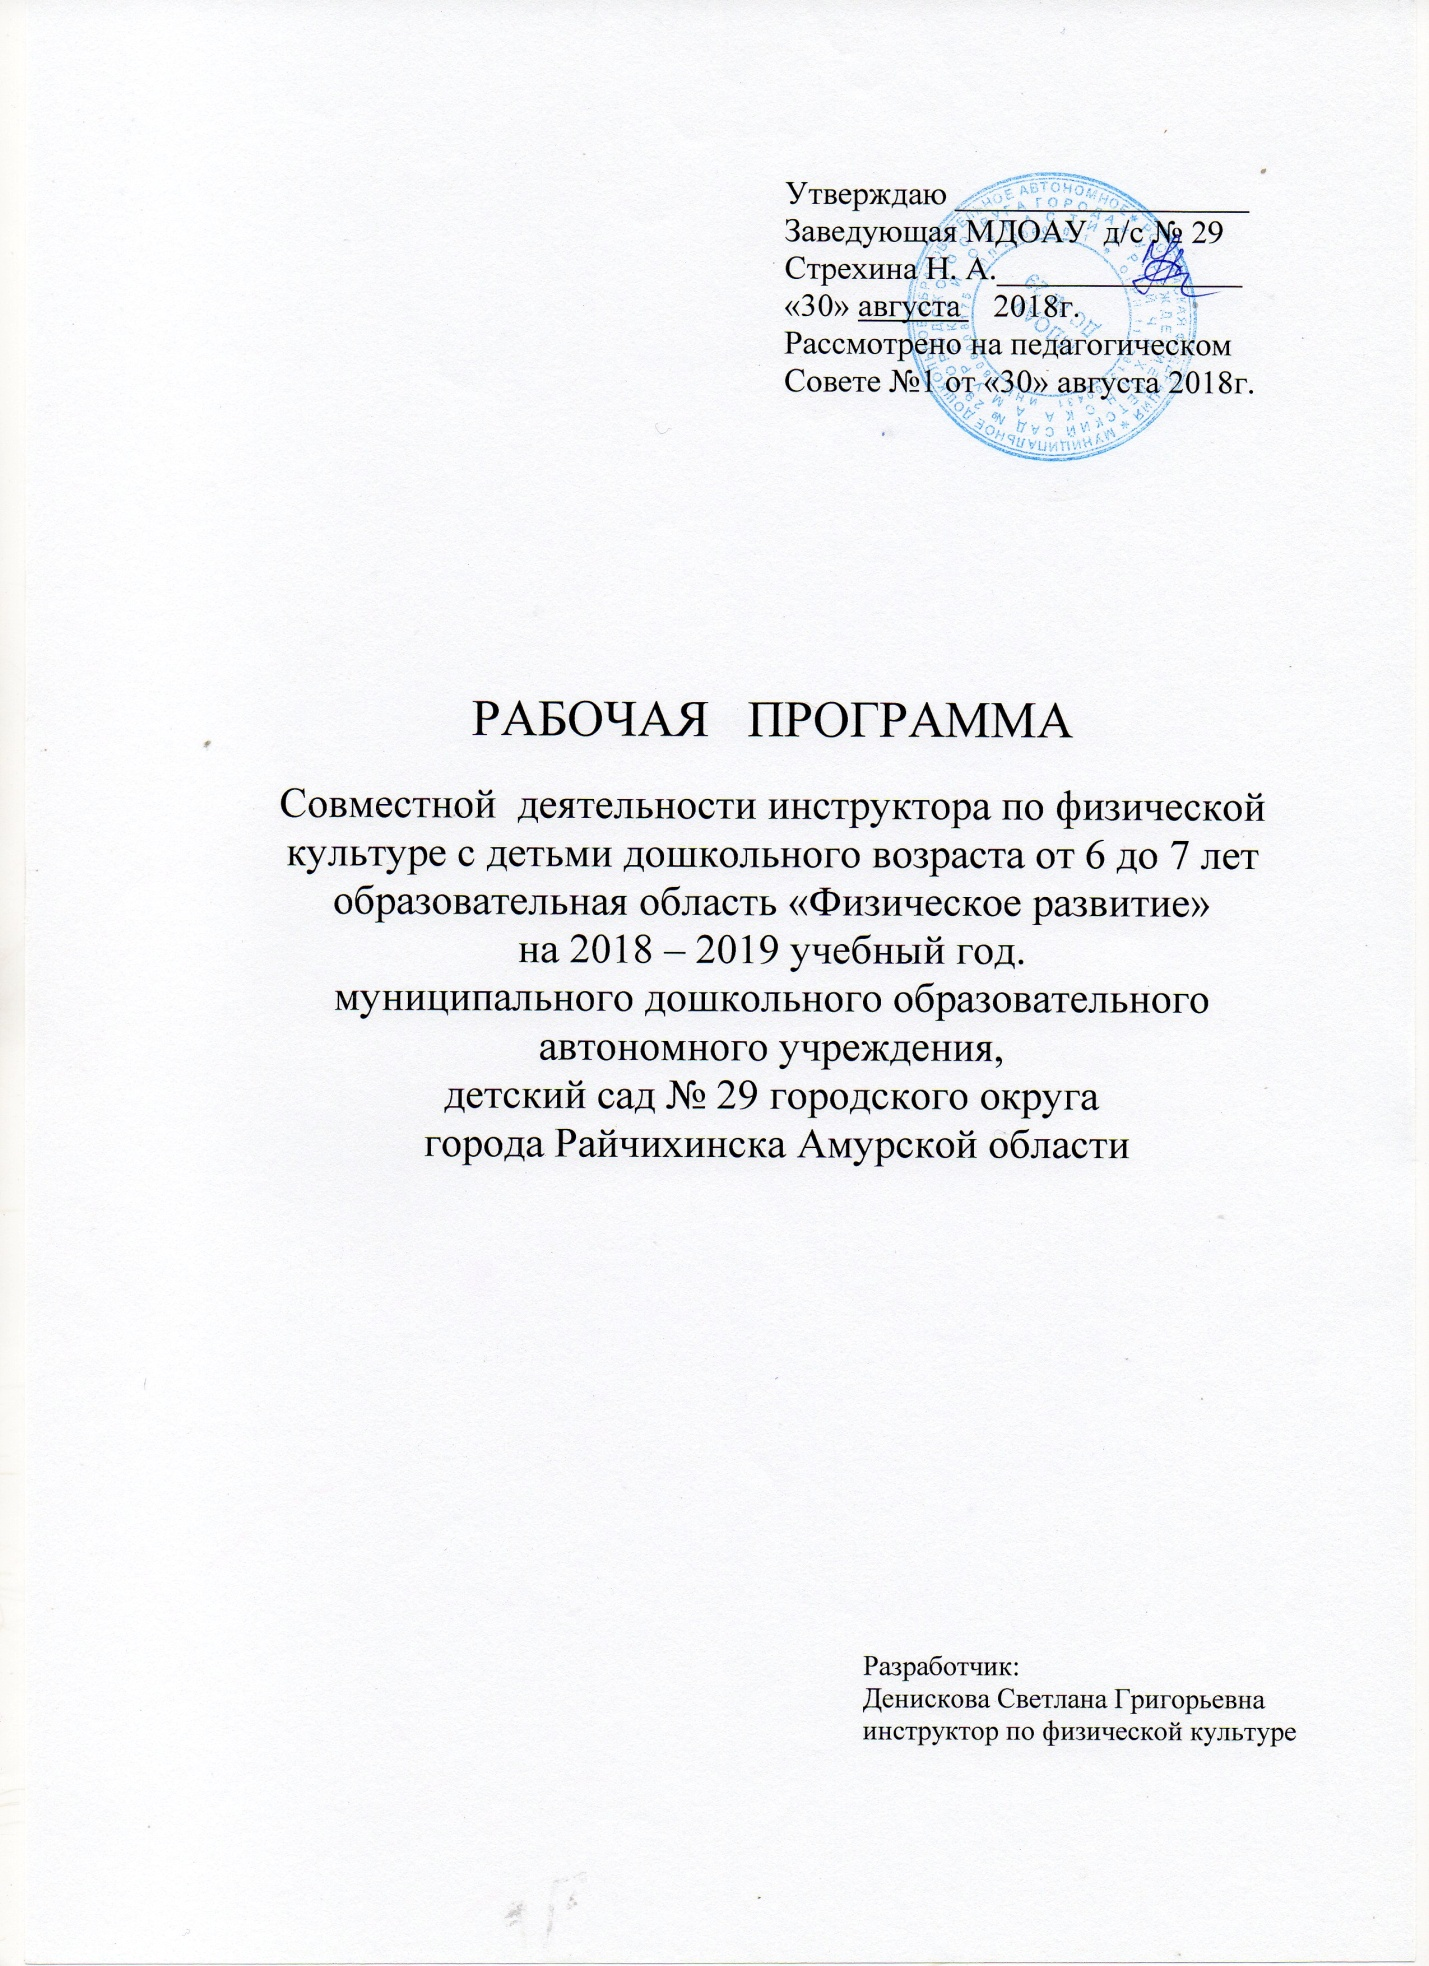 Утверждаю __________________
Заведующая МДОАУ д/с № 29
Стрехина Н. А._______________
«30» августа 2018г.
Рассмотрено на педагогическом
Совете №1 от «30» августа 2018г.
РАБОЧАЯ ПРОГРАММА
Совместной деятельности инструктора по физической
культуре с детьми дошкольного возраста от 6 до 7 лет
образовательная область «Физическое развитие»
на 2018 – 2019 учебный год.
муниципального дошкольного образовательного
автономного учреждения,
детский сад № 29 городского округа
города Райчихинска Амурской области
Разработчик:
Денискова Светлана Григорьевна
инструктор по физической культуре